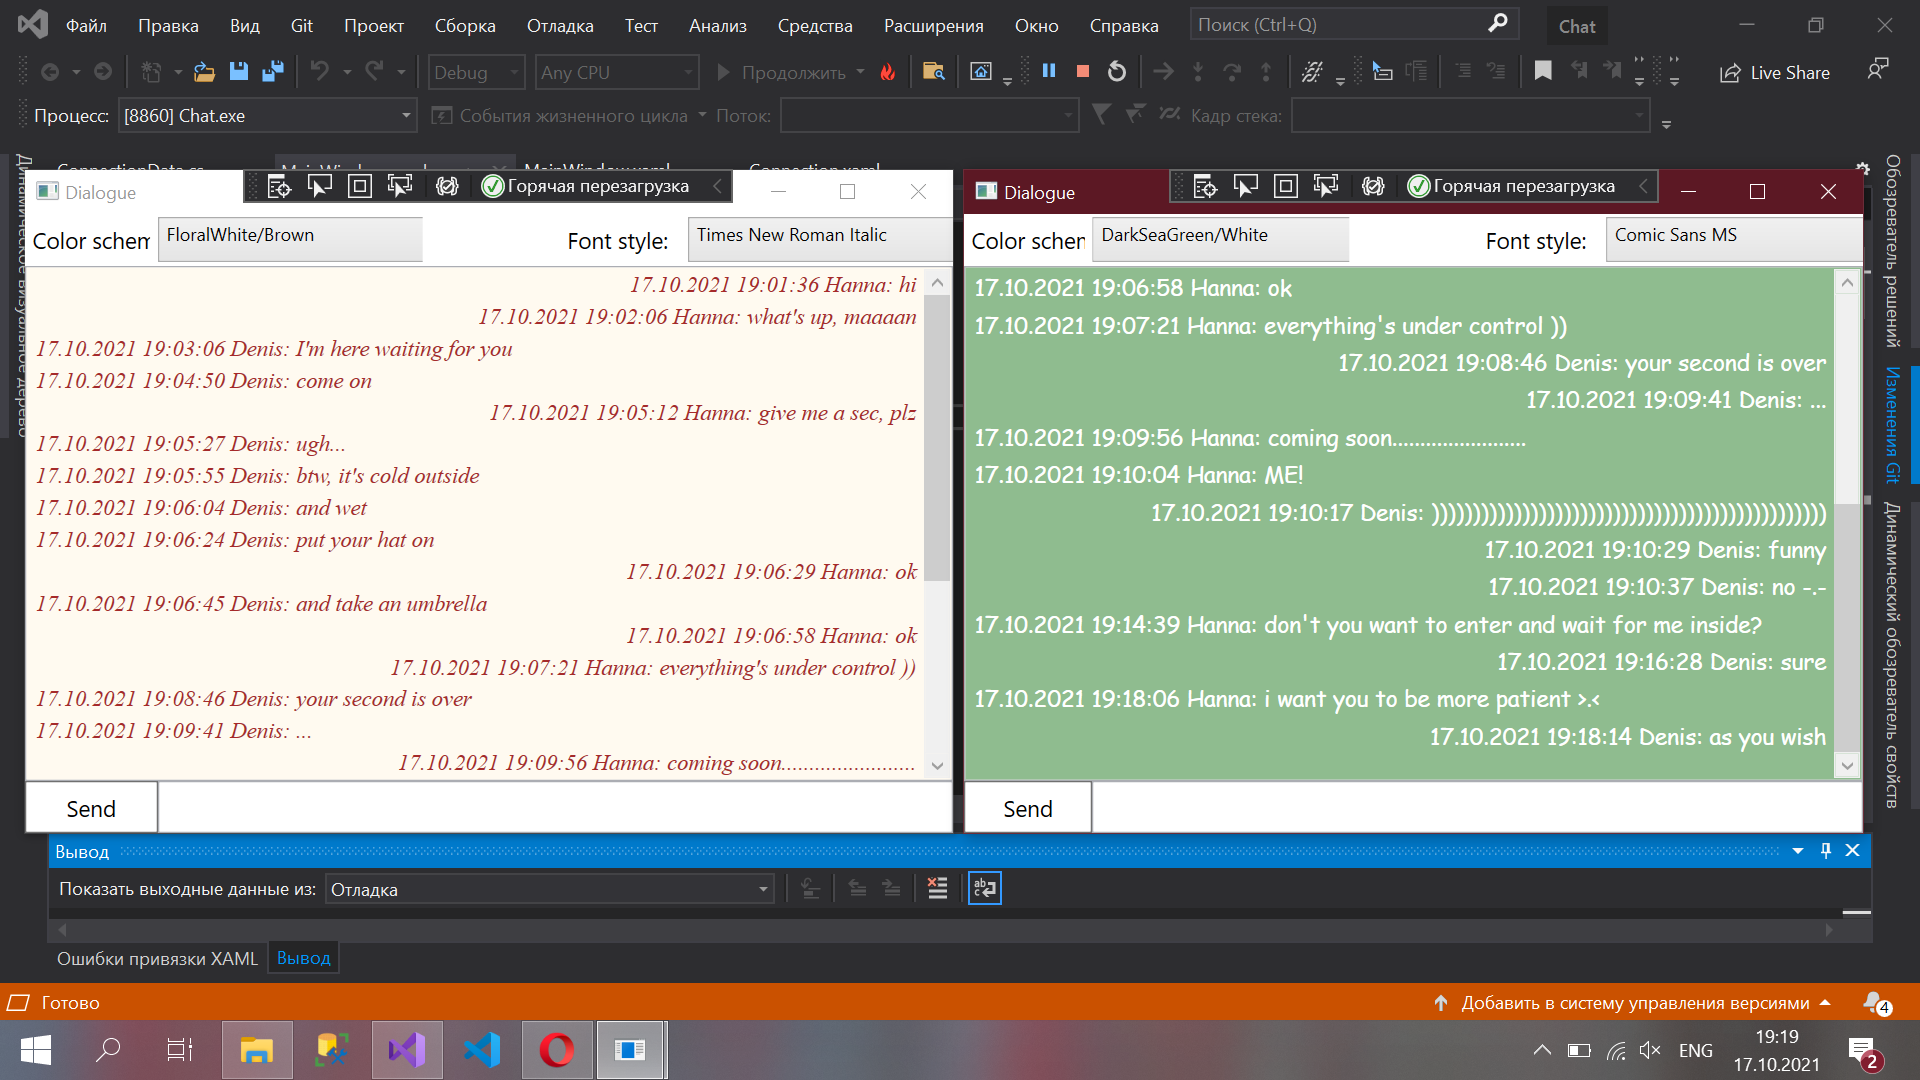 Файл Правка Вид Git Проект Сборка Отладка Тест Анализ Средства Расширения Окно Справка Поиск (Ctrl+Q) Chat
Debug Any CPU Продолжить Live Share
Процесс: [8860] Chat.exe События жизненного цикла Поток: Кадр стека:
Dialogue Горячая перезагрузка
Color schem FloralWhite/Brown Font style: Times New Roman Italic
17.10.2021 19:01:36 Hanna: hi
17.10.2021 19:02:06 Hanna: what's up, maaaan
17.10.2021 19:03:06 Denis: I'm here waiting for you
17.10.2021 19:04:50 Denis: come on
17.10.2021 19:05:12 Hanna: give me a sec, plz
17.10.2021 19:05:27 Denis: ugh...
17.10.2021 19:05:55 Denis: btw, it's cold outside
17.10.2021 19:06:04 Denis: and wet
17.10.2021 19:06:24 Denis: put your hat on
17.10.2021 19:06:29 Hanna: ok
17.10.2021 19:06:45 Denis: and take an umbrella
17.10.2021 19:06:58 Hanna: ok
17.10.2021 19:07:21 Hanna: everything's under control ))
17.10.2021 19:08:46 Denis: your second is over
17.10.2021 19:09:41 Denis: ...
17.10.2021 19:09:56 Hanna: coming soon........................
Send
Dialogue Горячая перезагрузка
Color schem DarkSeaGreen/White Font style: Comic Sans MS
17.10.2021 19:06:58 Hanna: ok
17.10.2021 19:07:21 Hanna: everything's under control ))
17.10.2021 19:08:46 Denis: your second is over
17.10.2021 19:09:41 Denis: ...
17.10.2021 19:09:56 Hanna: coming soon........................
17.10.2021 19:10:04 Hanna: ME!
17.10.2021 19:10:17 Denis: ))))))))))))))))))))))))))))))))))))))))))))))))
17.10.2021 19:10:29 Denis: funny
17.10.2021 19:10:37 Denis: no -.-
17.10.2021 19:14:39 Hanna: don't you want to enter and wait for me inside?
17.10.2021 19:16:28 Denis: sure
17.10.2021 19:18:06 Hanna: i want you to be more patient >.<
17.10.2021 19:18:14 Denis: as you wish
Send
Обозреватель решений
Изменения Git
Динамический обозреватель свойств
Вывод
Показать выходные данные из: Отладка
Ошибки привязки XAML Вывод
Готово Добавить в систему управления версиями 4
ENG 19:19
17.10.2021 2